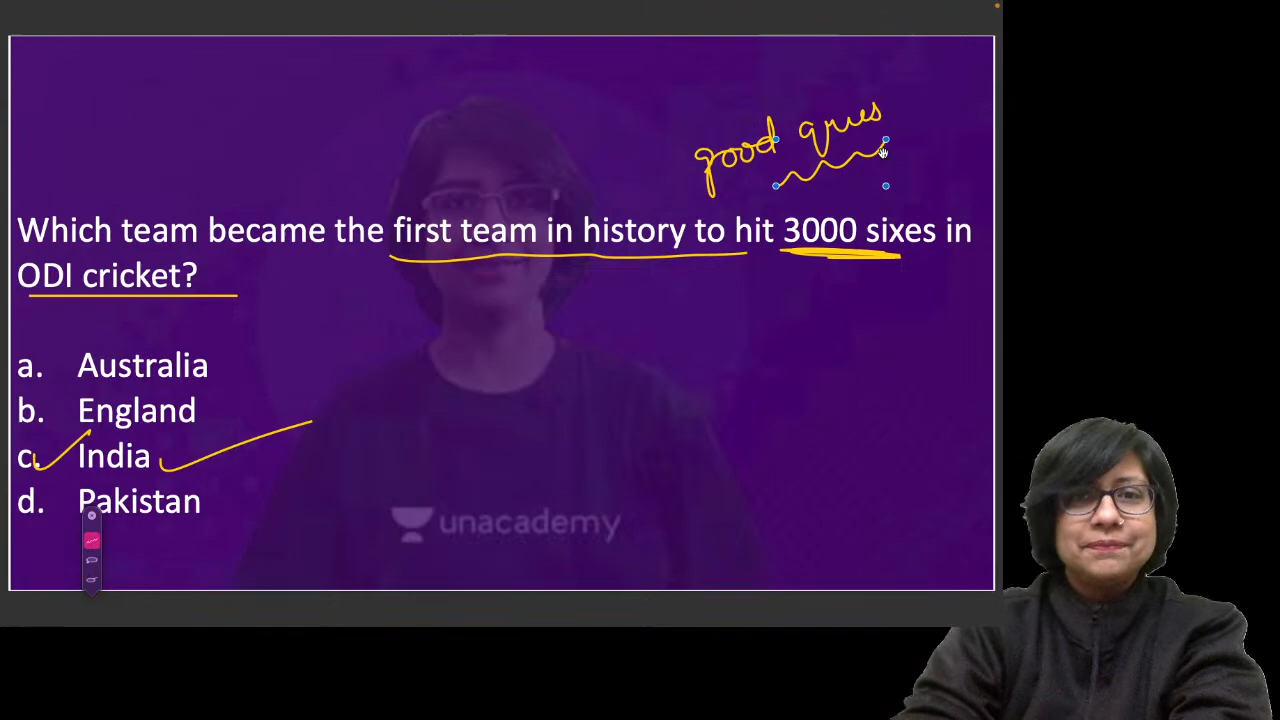 good ques
Which team became the first team in history to hit 3000 sixes in
ODI cricket?
a. Australia
b. England
c. India
d. Pakistan
unacademy